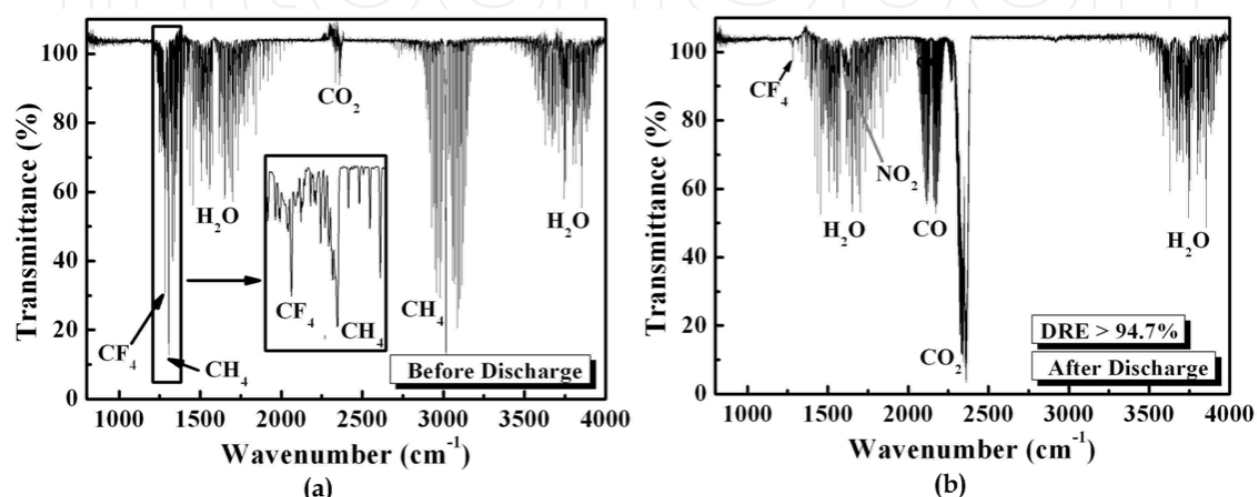 100
80
60
40
20
0
Transmittance (%)
CO₂
H₂O
H₂O
CF₄
CH₄
CH₄
CF₄
CH₄
Before Discharge
1000 1500 2000 2500 3000 3500 4000
Wavenumber (cm⁻¹)
(a)
100
80
60
40
20
0
Transmittance (%)
CF₄
NO₂
H₂O
CO
H₂O
CO₂
DRE > 94.7%
After Discharge
1000 1500 2000 2500 3000 3500 4000
Wavenumber (cm⁻¹)
(b)